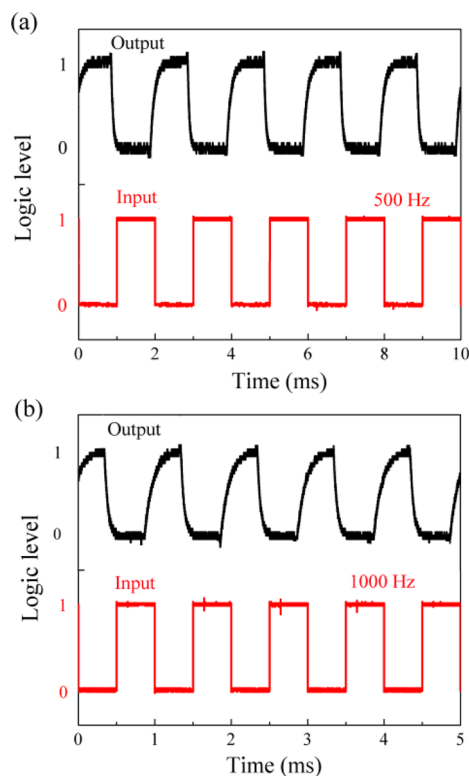 (a)
Output
1
0
Logic level
Input
500 Hz
1
0
0 2 4 6 8 10
Time (ms)
(b)
Output
1
0
Logic level
Input
1000 Hz
1
0
0 1 2 3 4 5
Time (ms)